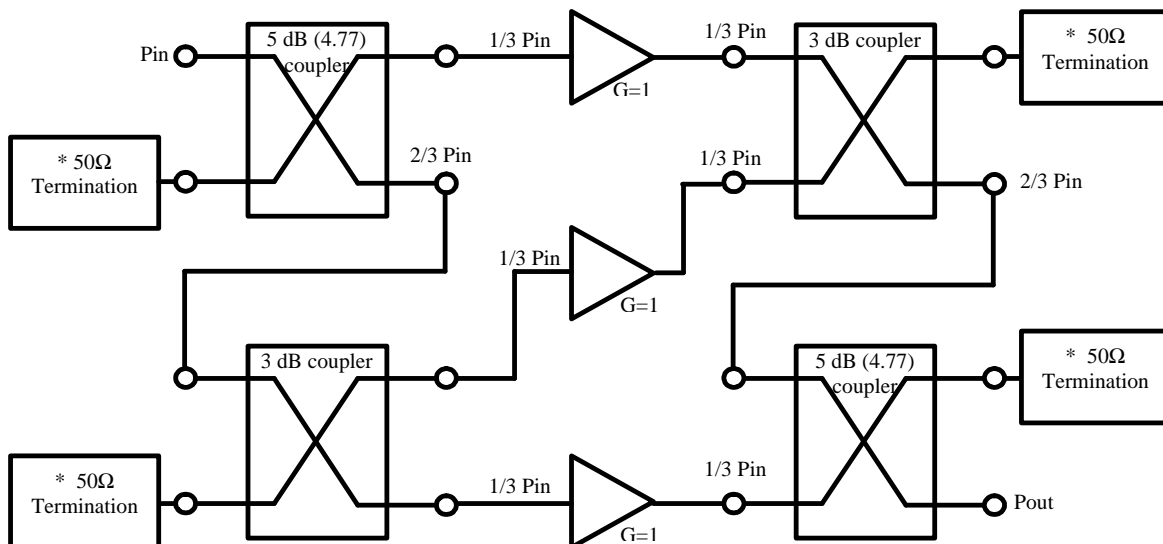 Pin
5 dB (4.77)
coupler
1/3 Pin
G=1
1/3 Pin
3 dB coupler
* 50Ω
Termination
* 50Ω
Termination
2/3 Pin
1/3 Pin
2/3 Pin
1/3 Pin
G=1
3 dB coupler
5 dB (4.77)
coupler
* 50Ω
Termination
* 50Ω
Termination
1/3 Pin
G=1
1/3 Pin
Pout